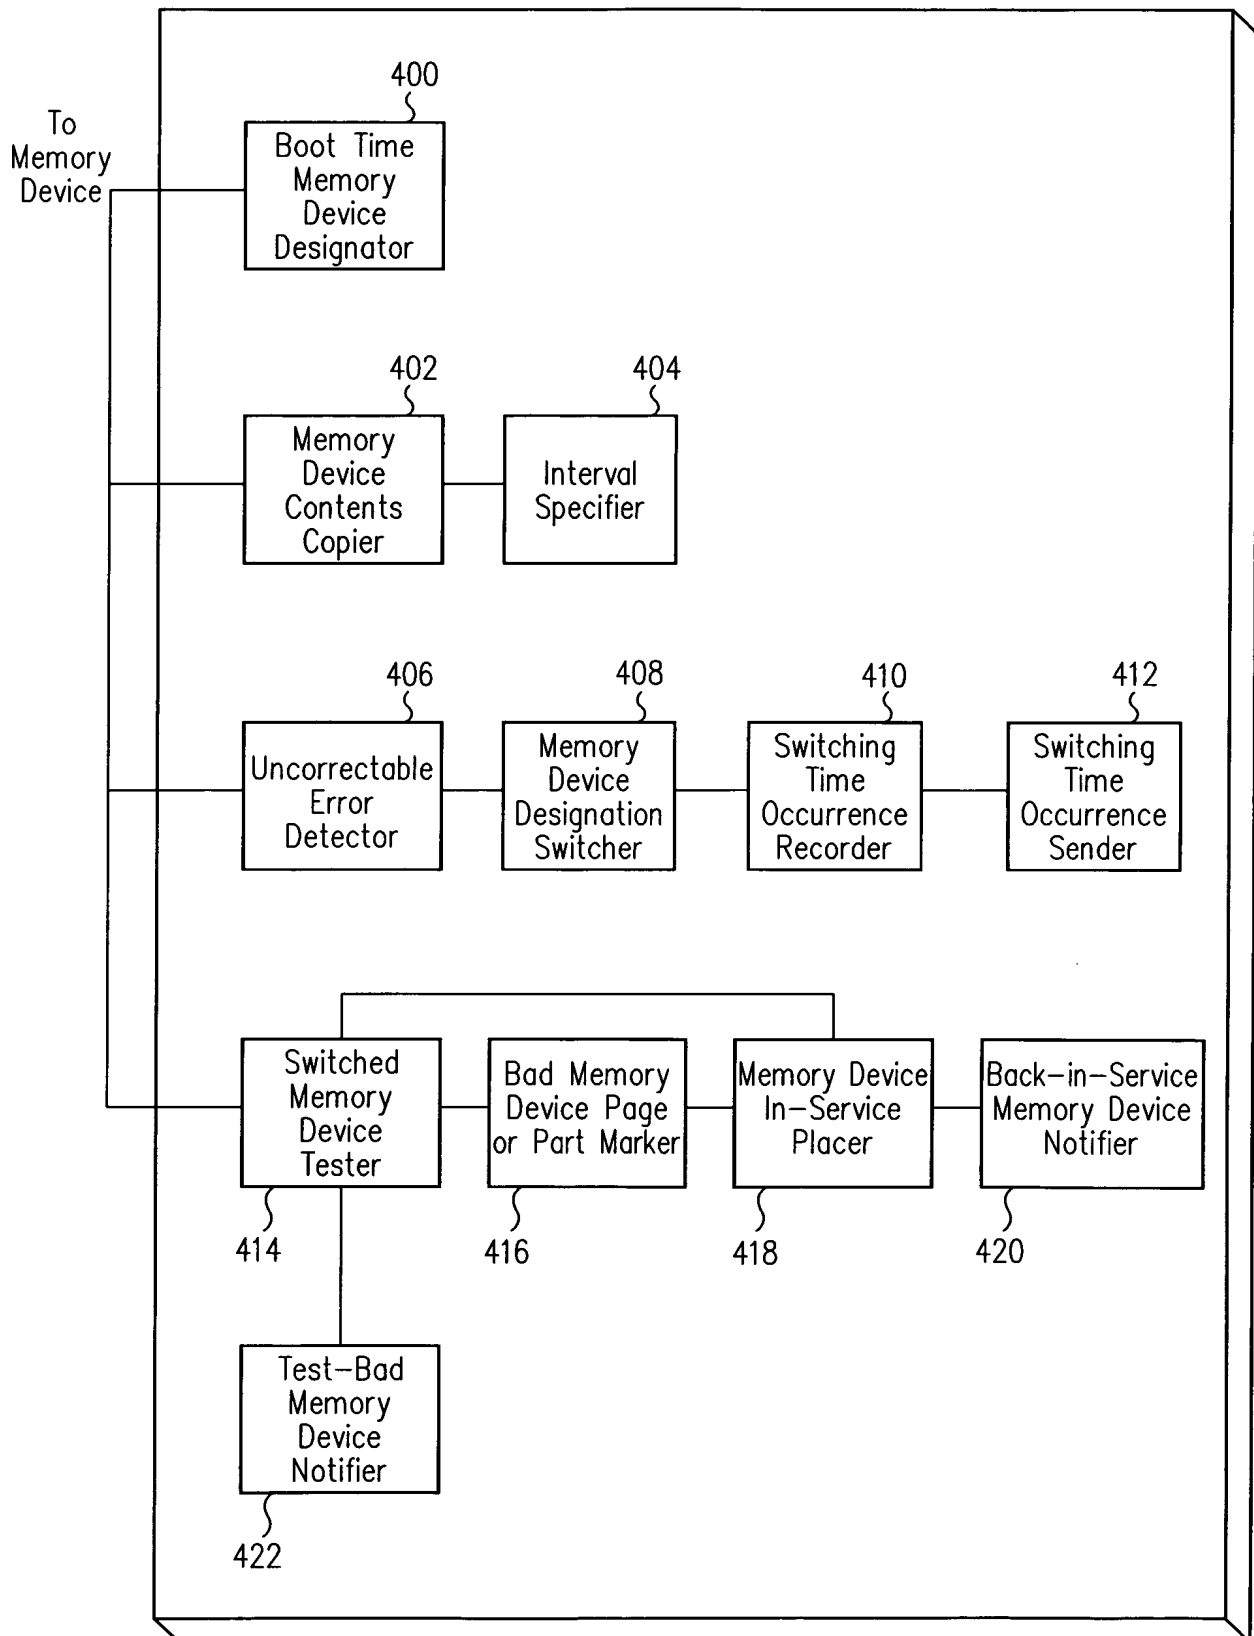 400
To
Memory
Device
Boot Time
Memory
Device
Designator
402
404
Memory
Device
Contents
Copier
Interval
Specifier
406
408
410
412
Uncorrectable
Error
Detector
Memory
Device
Designation
Switcher
Switching
Time
Occurrence
Recorder
Switching
Time
Occurrence
Sender
Switched
Memory
Device
Tester
Bad Memory
Device Page
or Part Marker
Memory Device
In-Service
Placer
Back-in-Service
Memory Device
Notifier
414
416
418
420
Test-Bad
Memory
Device
Notifier
422